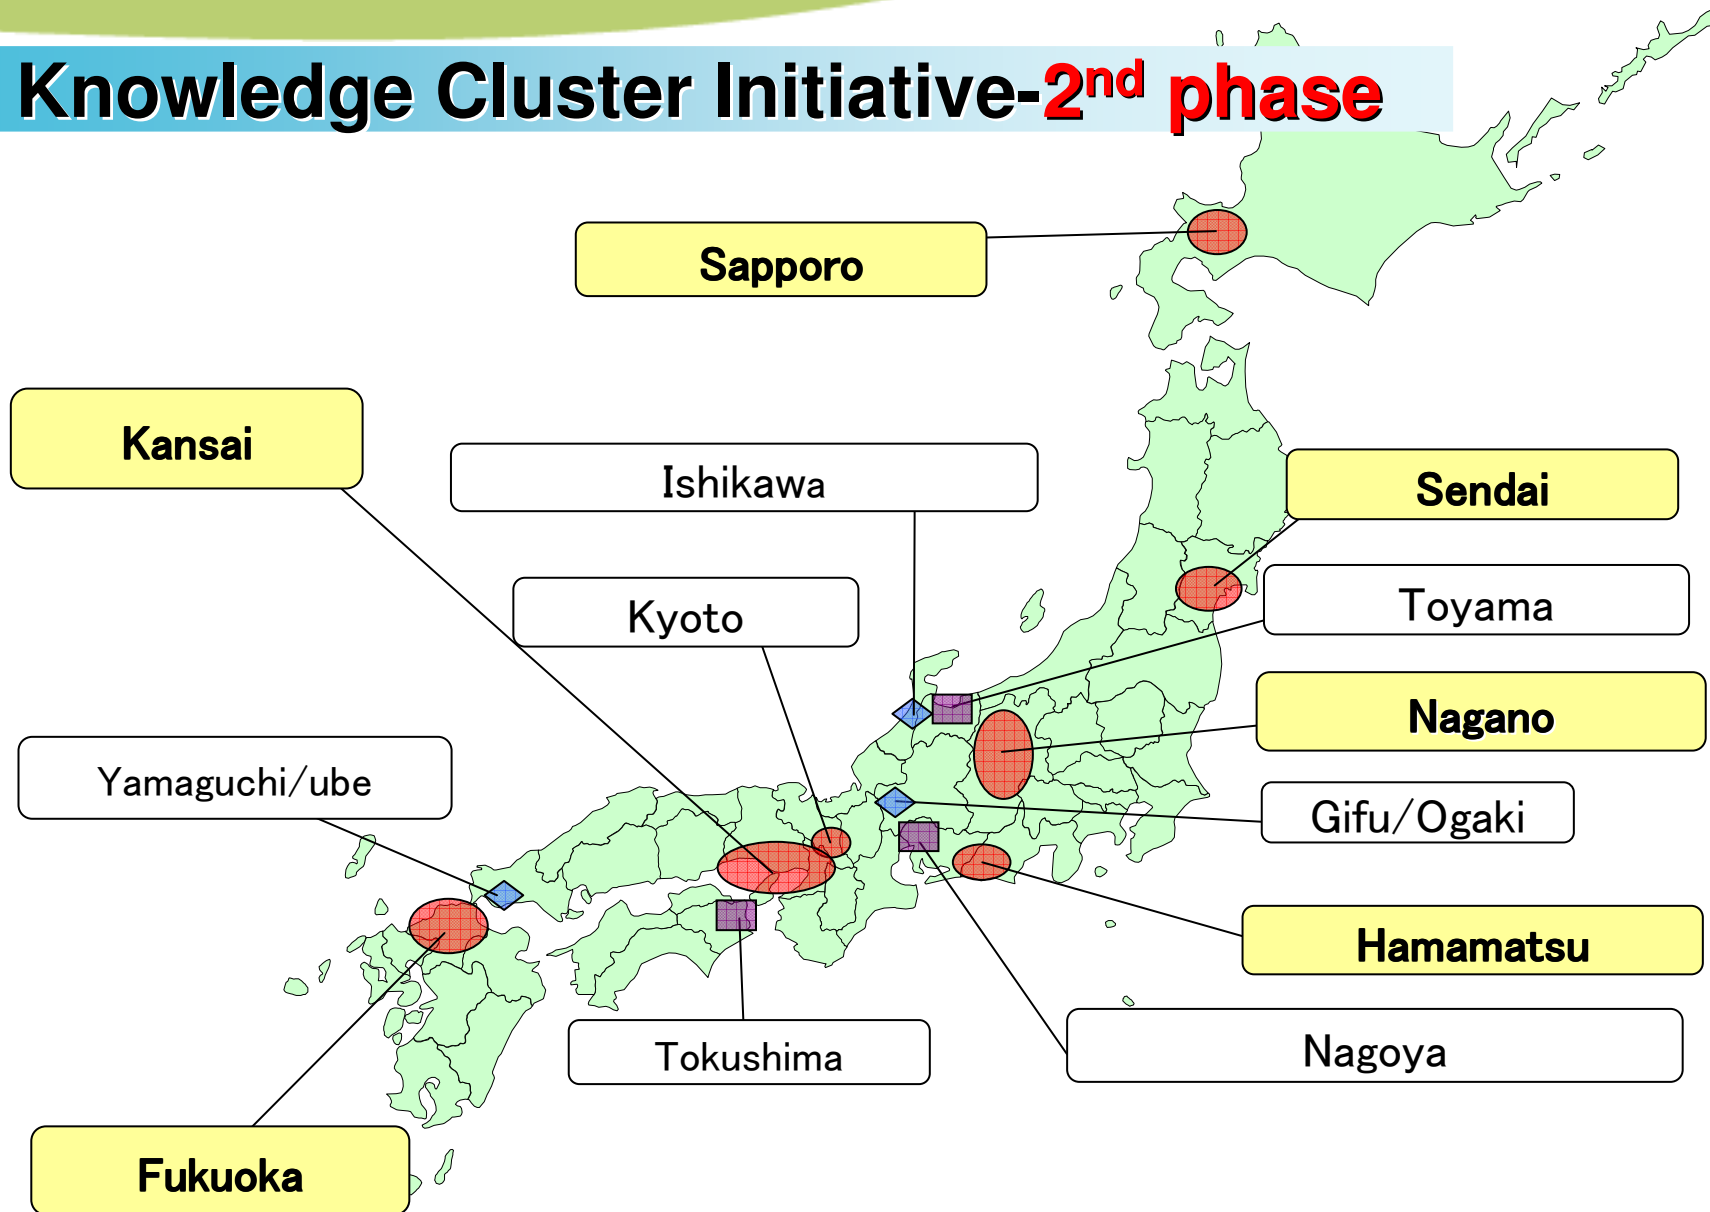 Knowledge Cluster Initiative-2nd phase
Sapporo
Kansai
Ishikawa
Sendai
Kyoto
Toyama
Nagano
Yamaguchi/ube
Gifu/Ogaki
Hamamatsu
Tokushima
Nagoya
Fukuoka